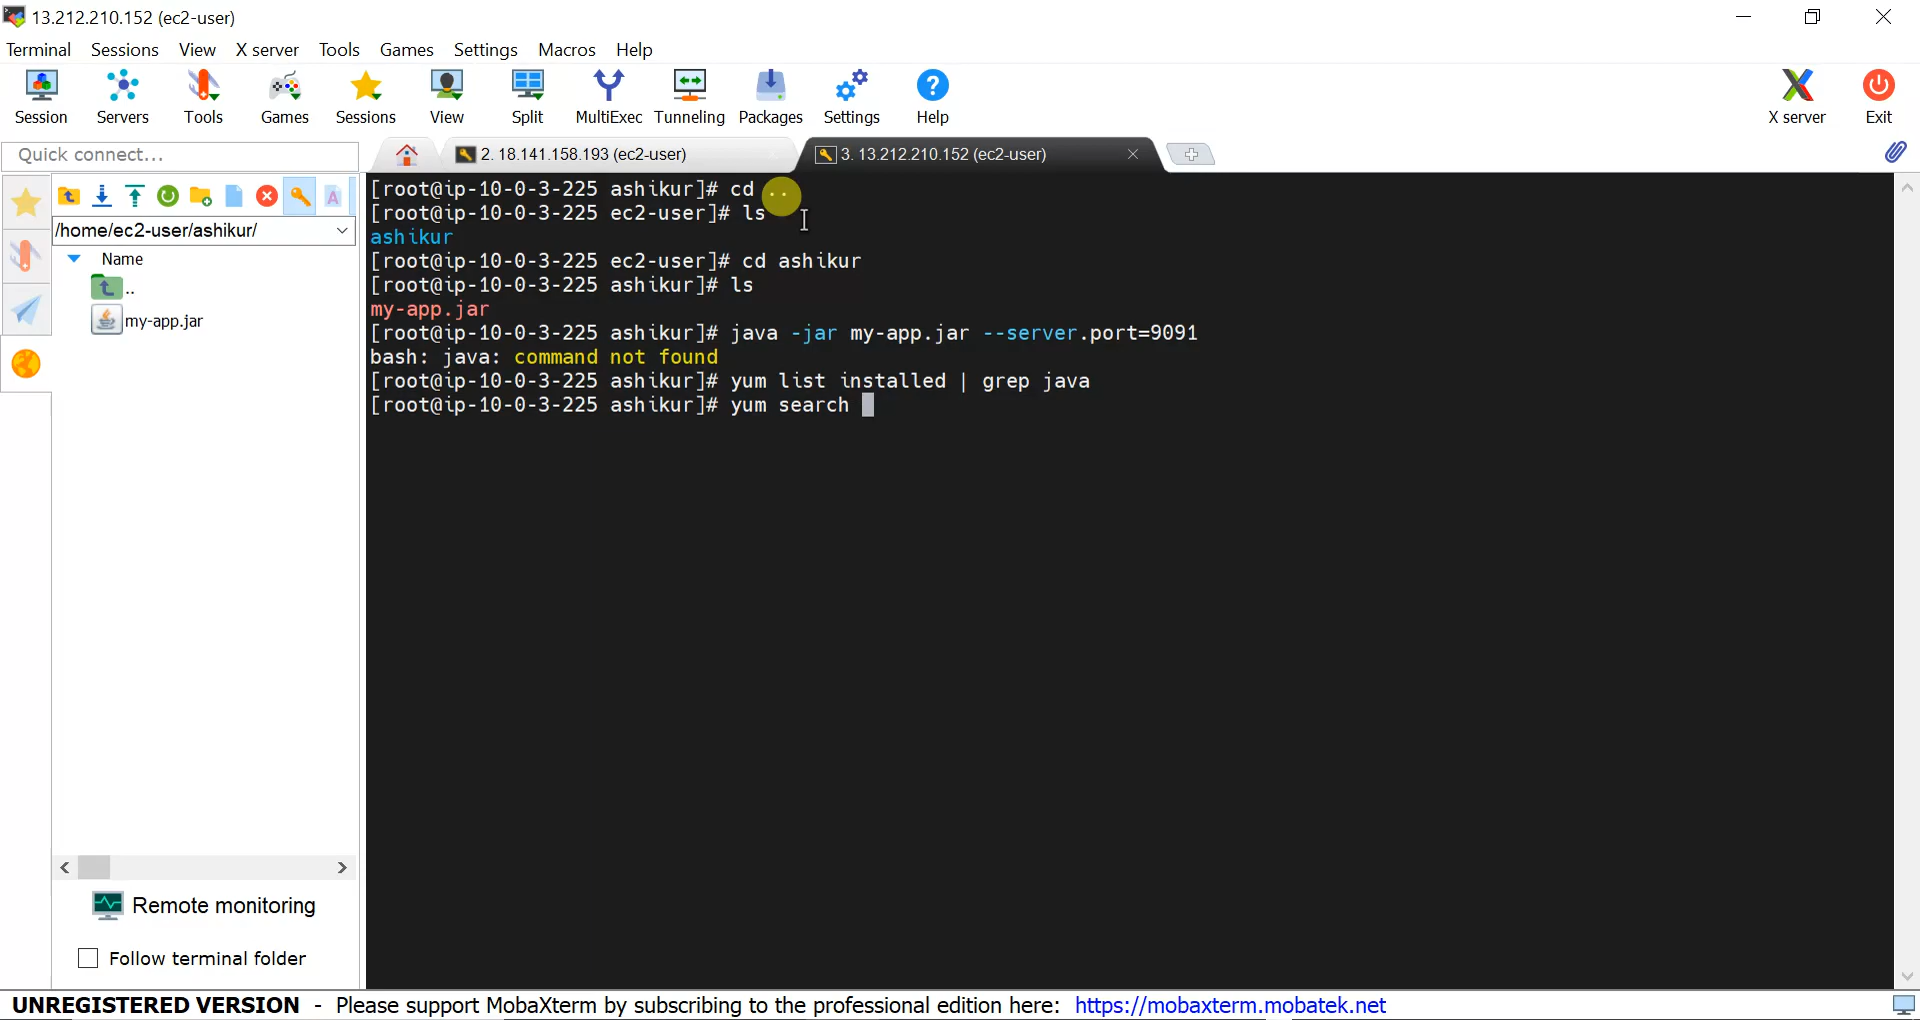 13.212.210.152 (ec2-user)
Terminal Sessions View X server Tools Games Settings Macros Help
Session Servers Tools Games Sessions View Split MultiExec Tunneling Packages Settings Help X server Exit
Quick connect...
2. 18.141.158.193 (ec2-user)
3. 13.212.210.152 (ec2-user)
/home/ec2-user/ashikur/
Name
..
my-app.jar
Remote monitoring
Follow terminal folder
[root@ip-10-0-3-225 ashikur]# cd ..
[root@ip-10-0-3-225 ec2-user]# ls
ashikur
[root@ip-10-0-3-225 ec2-user]# cd ashikur
[root@ip-10-0-3-225 ashikur]# ls
my-app.jar
[root@ip-10-0-3-225 ashikur]# java -jar my-app.jar --server.port=9091
bash: java: command not found
[root@ip-10-0-3-225 ashikur]# yum list installed | grep java
[root@ip-10-0-3-225 ashikur]# yum search
UNREGISTERED VERSION - Please support MobaXterm by subscribing to the professional edition here: https://mobaxterm.mobatek.net